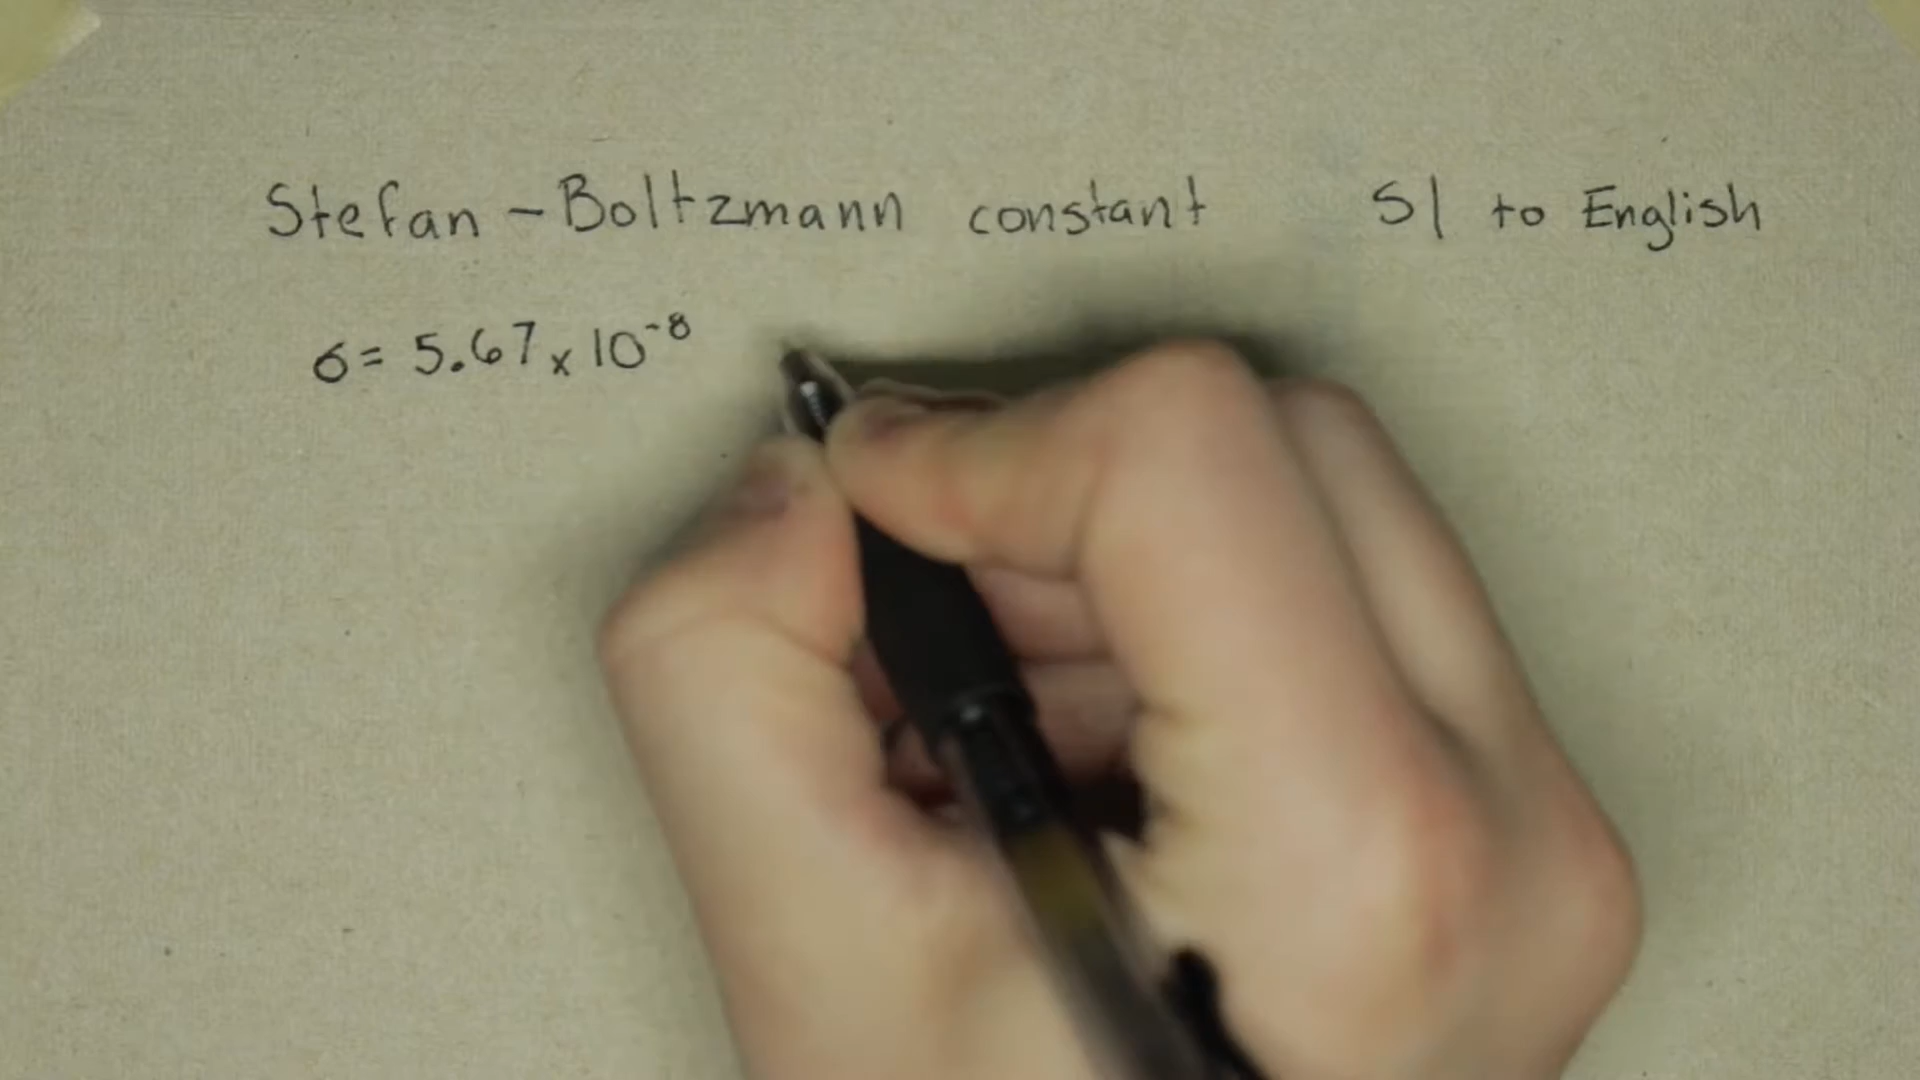 Stefan-Boltzmann constant SI to English
σ= 5.67x10⁻⁸